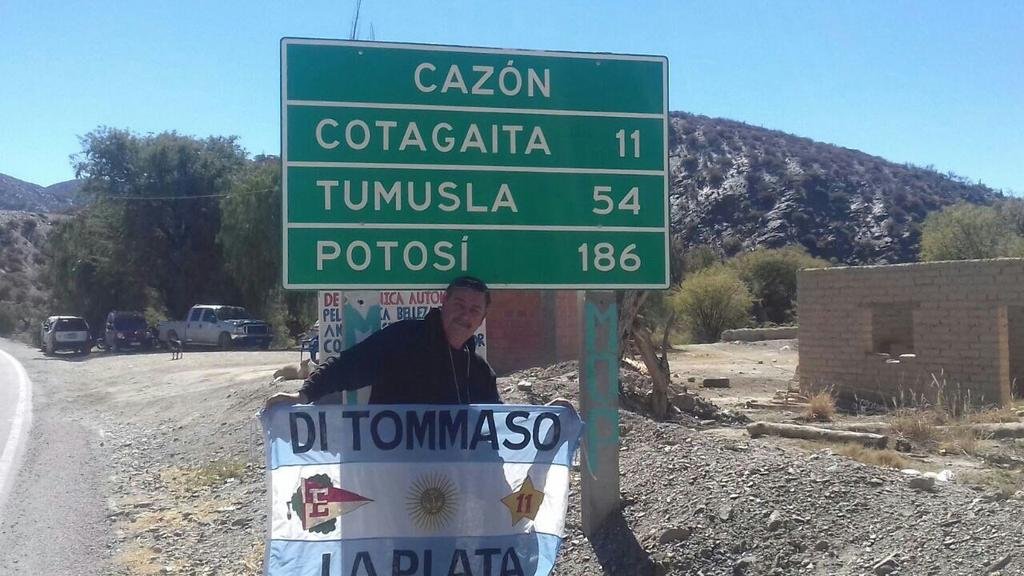 CAZÓN
COTAGAITA 11
TUMUSLA 54
POTOSÍ 186
DI TOMMASO
E
11
LA PLATA